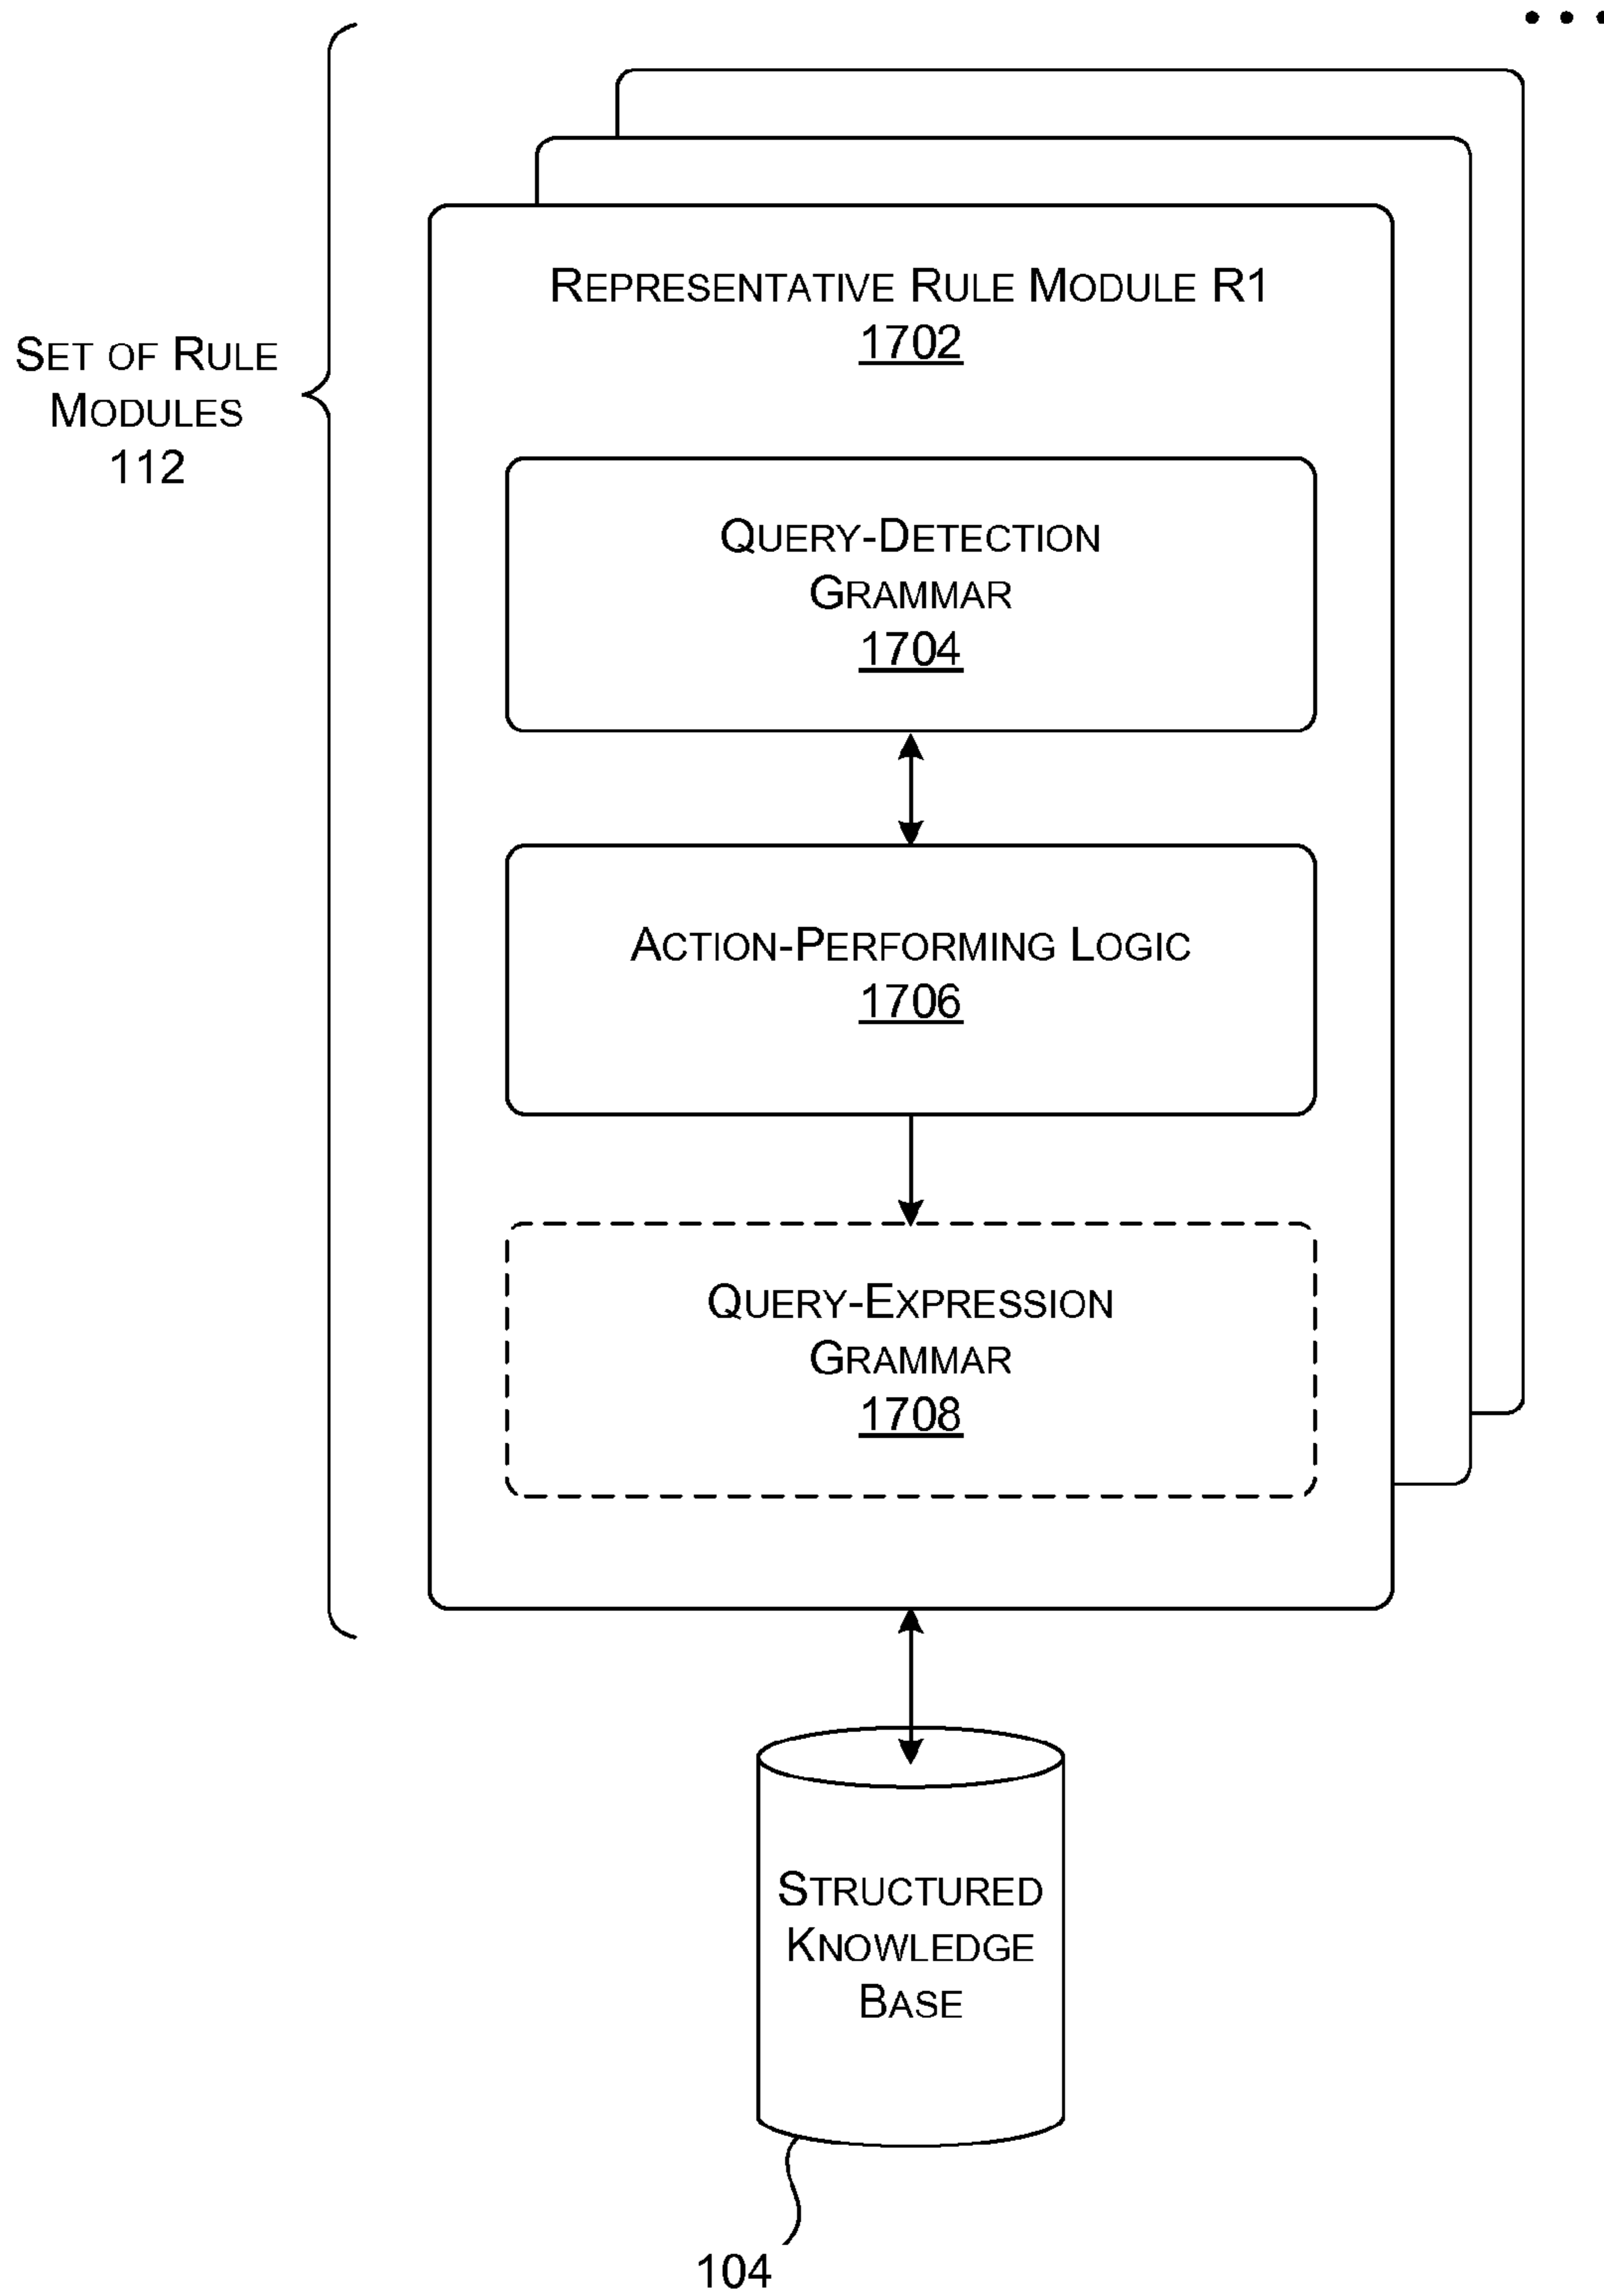 SET OF RULE
MODULES
112
REPRESENTATIVE RULE MODULE R1
1702
QUERY-DETECTION
GRAMMAR
1704
ACTION-PERFORMING LOGIC
1706
QUERY-EXPRESSION
GRAMMAR
1708
STRUCTURED
KNOWLEDGE
BASE
104